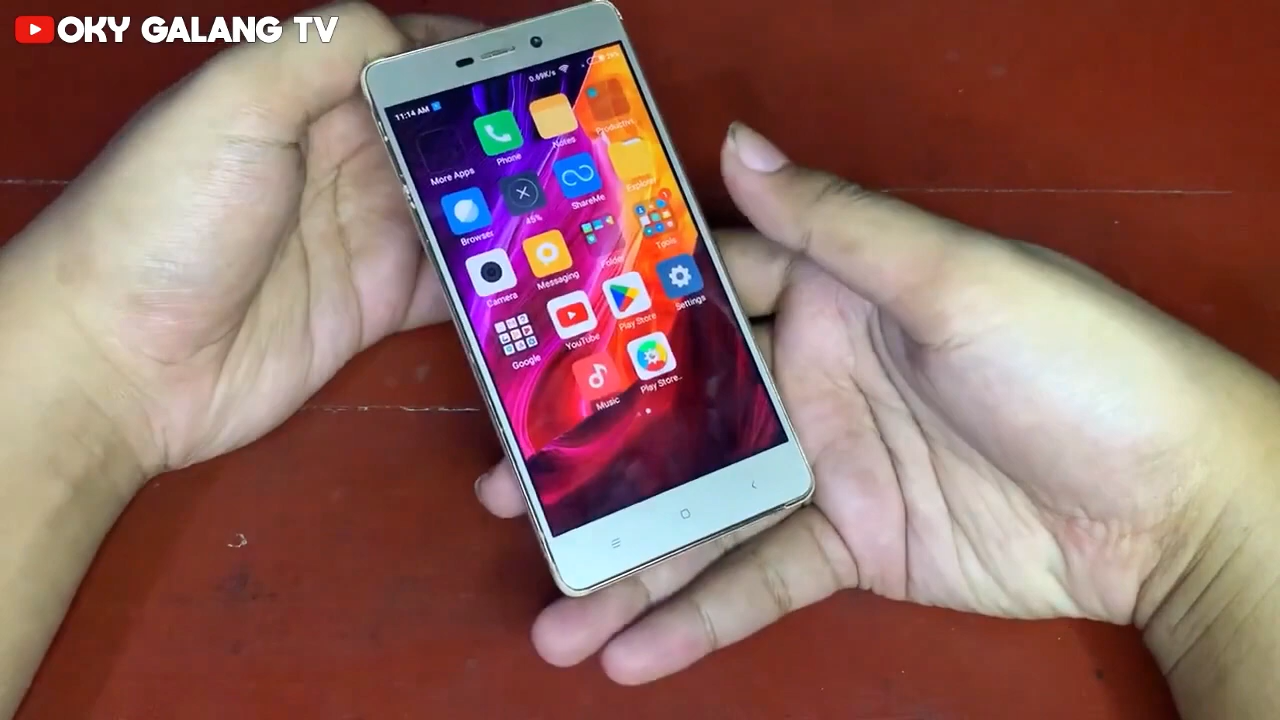 OKY GALANG TV
0.69K/s
11:14 AM
More Apps
Phone
Notes
Productivi..
Browser
45%
ShareMe
Explorer
Camera
Messaging
Folder
Tools
Google
YouTube
Play Store
Settings
Music
Play Store..